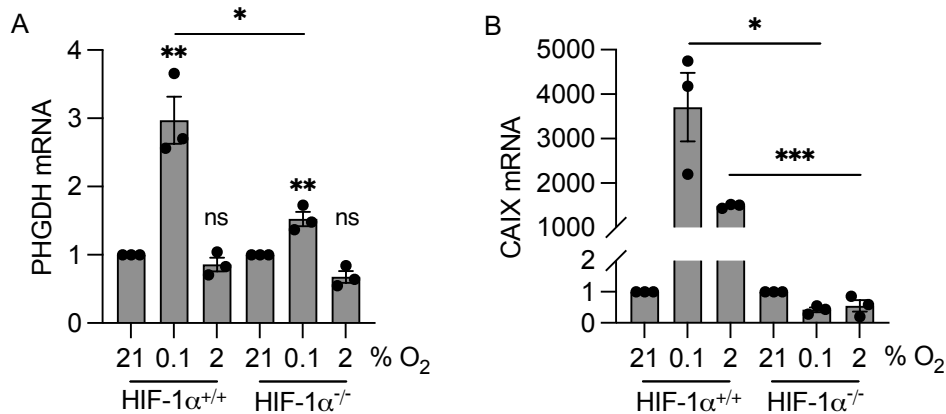 A
PHGDH mRNA
4
3
2
1
0
*
**
ns
**
ns
21 0.1 2 21 0.1 2 % O2
HIF-1α+/+ HIF-1α-/-
B
CAIX mRNA
5000
4000
3000
2000
1000
2
1
0
*
***
21 0.1 2 21 0.1 2 % O2
HIF-1α+/+ HIF-1α-/-